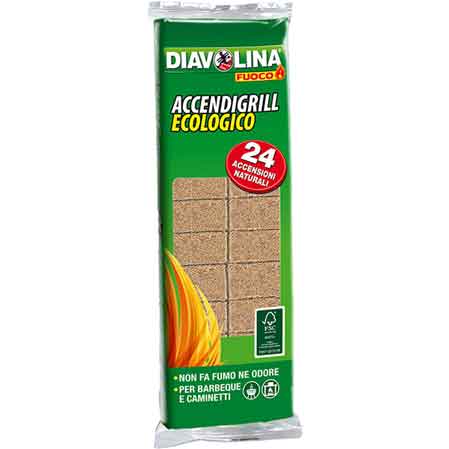 DIAVOLINA
FUOCO
ACCENDIGRILL
ECOLOGICO
24
ACCENSIONI
NATURALI
FSC
• NON FA FUMO NE ODORE
• PER BARBEQUE
E CAMINETTI